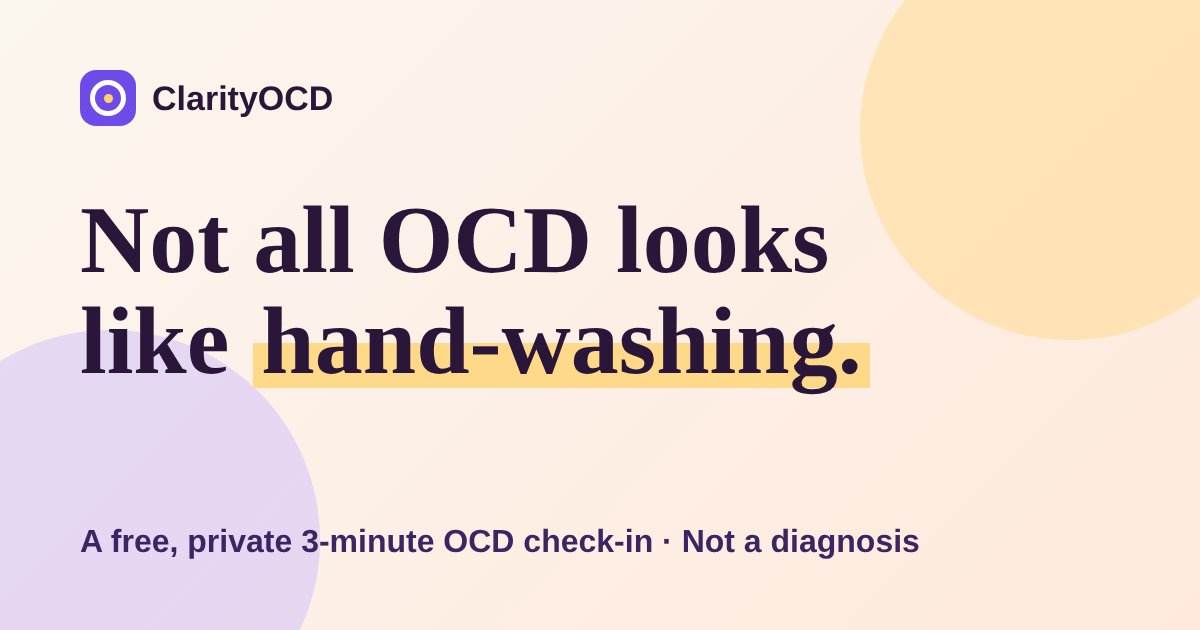 ClarityOCD
Not all OCD looks
like hand-washing.
A free, private 3-minute OCD check-in · Not a diagnosis